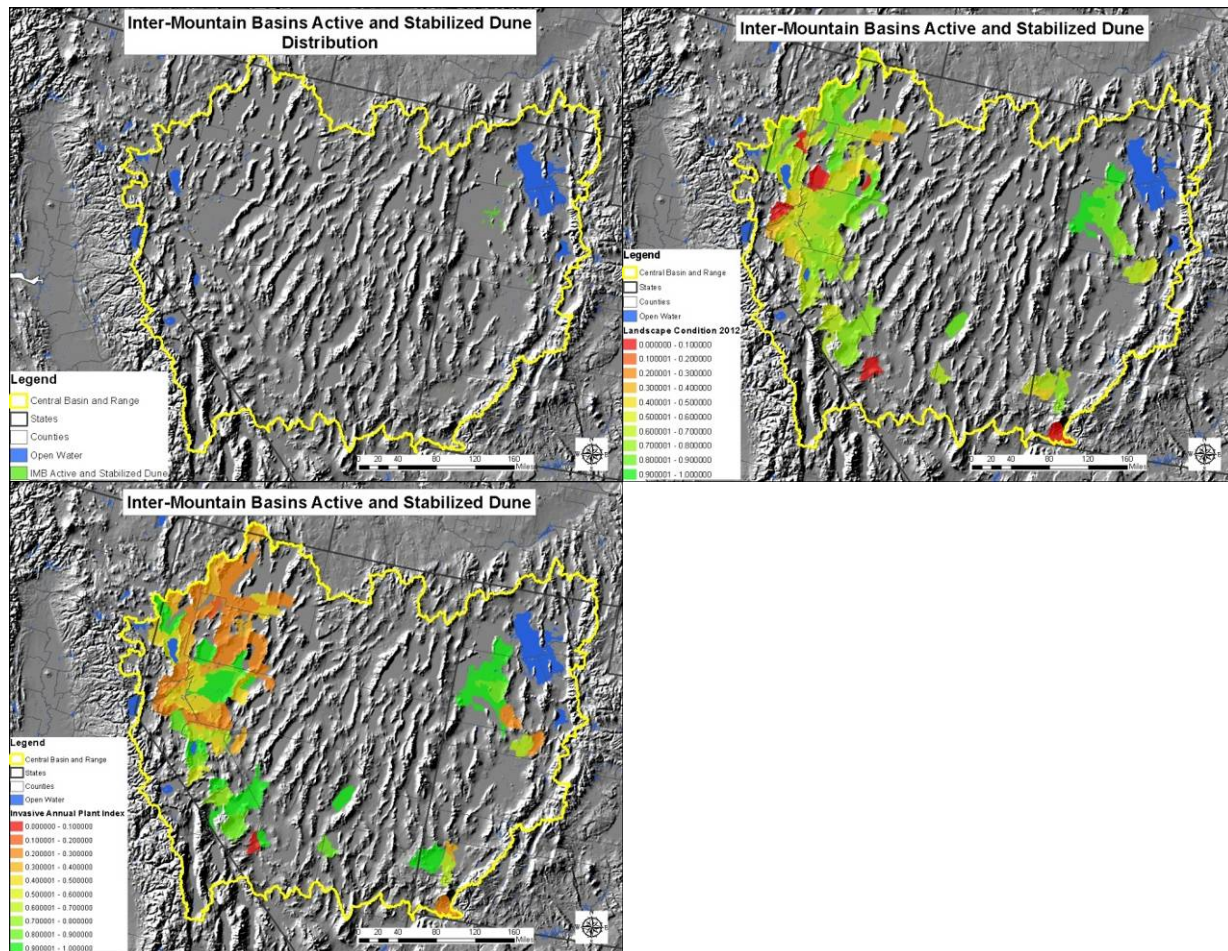 Inter-Mountain Basins Active and Stabilized Dune
Distribution
Legend
Central Basin and Range
States
Counties
Open Water
IMB Active and Stabilized Dune
0 20 40 80 120 160
Miles
N
W
E
S
Inter-Mountain Basins Active and Stabilized Dune
Legend
Central Basin and Range
States
Counties
Open Water
Landscape Condition 2012
0.000000 - 0.100000
0.100001 - 0.200000
0.200001 - 0.300000
0.300001 - 0.400000
0.400001 - 0.500000
0.500001 - 0.600000
0.600001 - 0.700000
0.700001 - 0.800000
0.800001 - 0.900000
0.900001 - 1.000000
0 20 40 80 120 160
Miles
N
W
E
S
Inter-Mountain Basins Active and Stabilized Dune
Legend
Central Basin and Range
States
Counties
Open Water
Invasive Annual Plant Index
0.000000 - 0.100000
0.100001 - 0.200000
0.200001 - 0.300000
0.300001 - 0.400000
0.400001 - 0.500000
0.500001 - 0.600000
0.600001 - 0.700000
0.700001 - 0.800000
0.800001 - 0.900000
0.900001 - 1.000000
0 20 40 80 120 160
Miles
N
W
E
S